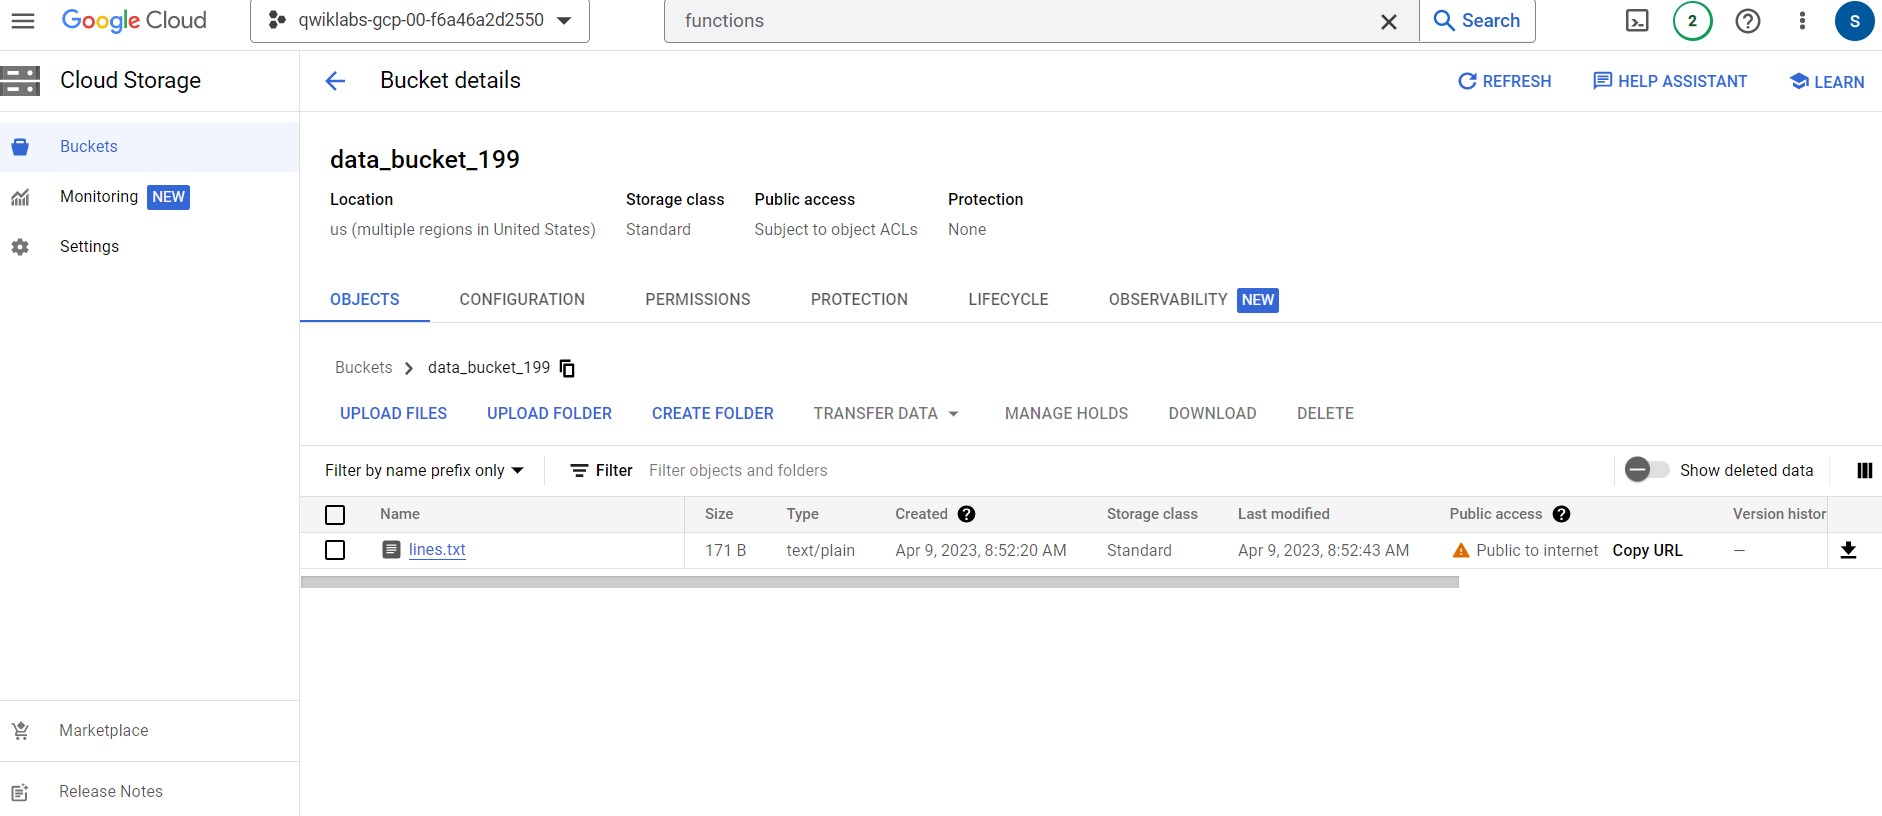 Google Cloud
qwiklabs-gcp-00-f6a46a2d2550
functions
Search
2
S
Cloud Storage
Bucket details
REFRESH
HELP ASSISTANT
LEARN
Buckets
Monitoring NEW
Settings
Marketplace
Release Notes
data_bucket_199
Location Storage class Public access Protection
us (multiple regions in United States) Standard Subject to object ACLs None
OBJECTS CONFIGURATION PERMISSIONS PROTECTION LIFECYCLE OBSERVABILITY NEW
Buckets > data_bucket_199
UPLOAD FILES UPLOAD FOLDER CREATE FOLDER TRANSFER DATA MANAGE HOLDS DOWNLOAD DELETE
Filter by name prefix only Filter Filter objects and folders Show deleted data
Name Size Type Created Storage class Last modified Public access Version histor
lines.txt 171 B text/plain Apr 9, 2023, 8:52:20 AM Standard Apr 9, 2023, 8:52:43 AM Public to internet Copy URL —